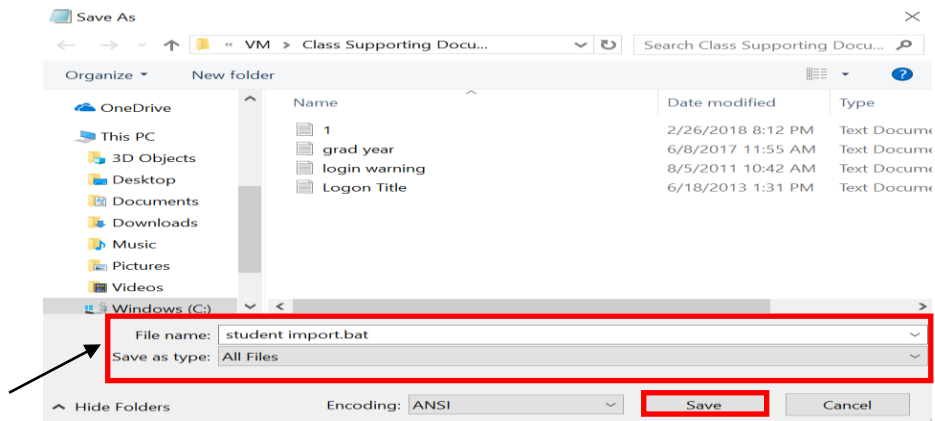 Save As
« VM > Class Supporting Docu... Search Class Supporting Docu...
Organize New folder ?
OneDrive
This PC
3D Objects
Desktop
Documents
Downloads
Music
Pictures
Videos
Windows (C:)
Name Date modified Type
1 2/26/2018 8:12 PM Text Docume
grad year 6/8/2017 11:55 AM Text Docume
login warning 8/5/2011 10:42 AM Text Docume
Logon Title 6/18/2013 1:31 PM Text Docume
File name: student import.bat
Save as type: All Files
Hide Folders Encoding: ANSI Save Cancel